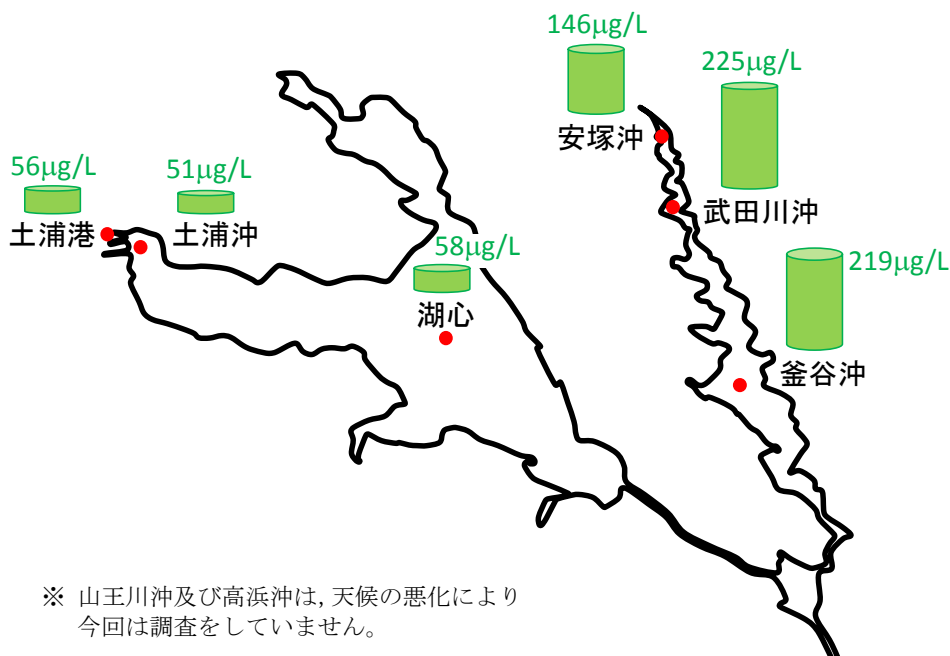 146μg/L
安塚沖
225μg/L
武田川沖
56μg/L
土浦港
51μg/L
土浦沖
58μg/L
湖心
219μg/L
釜谷沖
※ 山王川沖及び高浜沖は, 天候の悪化により
今回は調査をしていません。